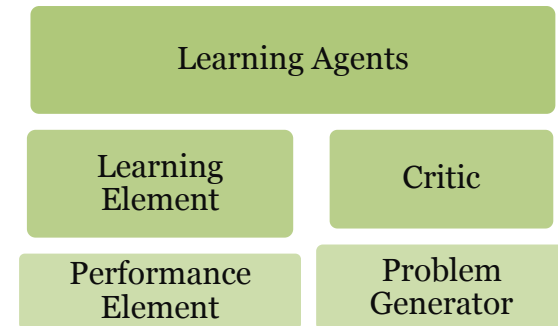 Learning Agents
Learning
Element
Critic
Performance
Element
Problem
Generator